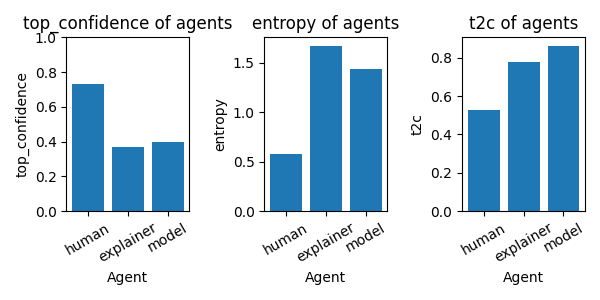 top_confidence of agents
top_confidence
1.0
0.8
0.6
0.4
0.2
0.0
human
explainer
model
Agent
entropy of agents
entropy
1.5
1.0
0.5
0.0
human
explainer
model
Agent
t2c of agents
t2c
0.8
0.6
0.4
0.2
0.0
human
explainer
model
Agent